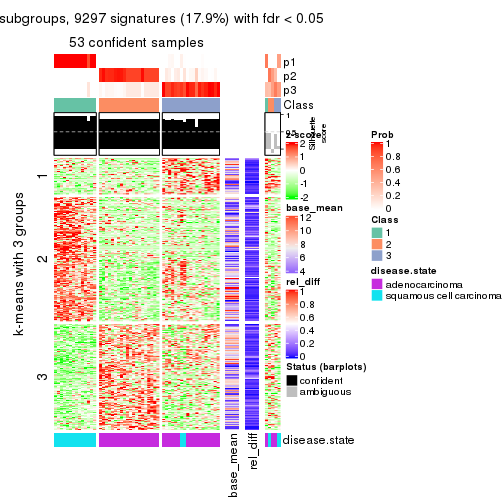 subgroups, 9297 signatures (17.9%) with fdr < 0.05
53 confident samples
p1
p2
p3
Class
1
0.5
Silhouette
score
k-means with 3 groups
1
2
3
base_mean
rel_diff
disease.state
z-score
2
1
0
-1
-2
base_mean
12
10
8
6
4
rel_diff
1
0.8
0.6
0.4
0.2
0
Status (barplots)
confident
ambiguous
Prob
1
0.8
0.6
0.4
0.2
0
Class
1
2
3
disease.state
adenocarcinoma
squamous cell carcinoma